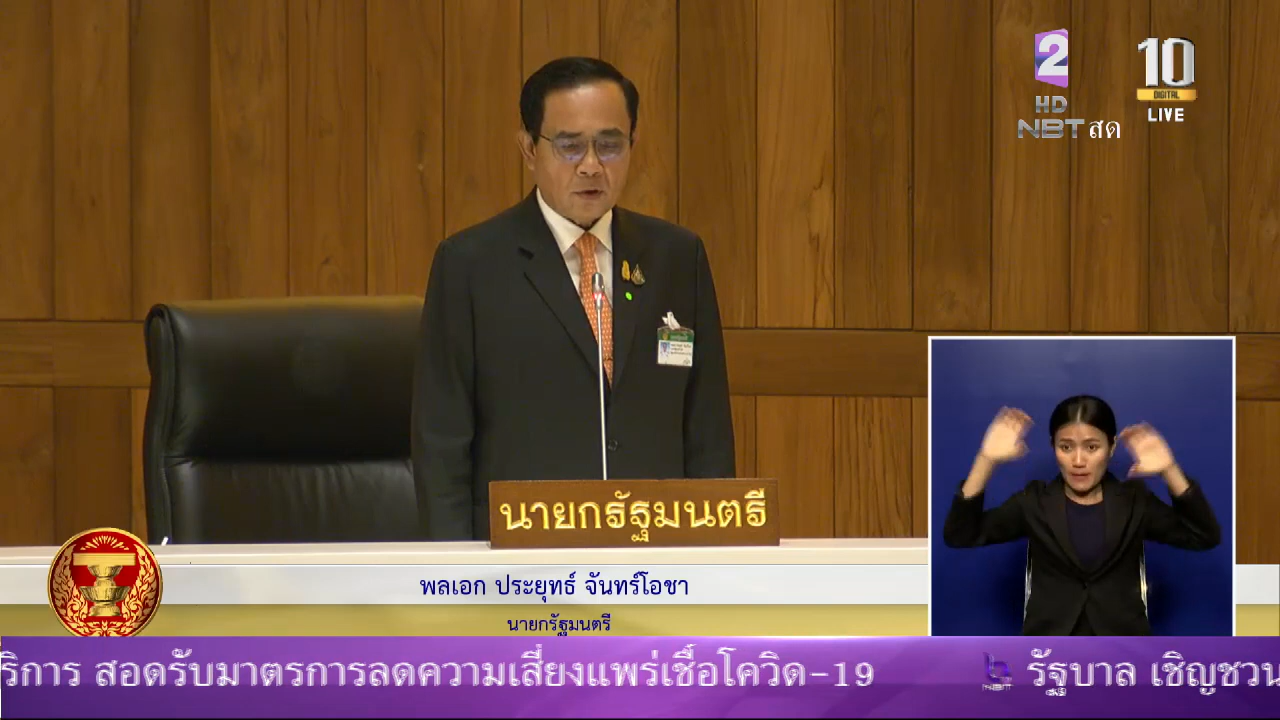 2
HD
NBT สด
10
DIGITAL
LIVE
นายกรัฐมนตรี
พลเอก ประยุทธ์ จันทร์โอชา
นายกรัฐมนตรี
ริการ สอดรับมาตรการลดความเสี่ยงแพร่เชื้อโควิด-19
NBT รัฐบาล เชิญชวน